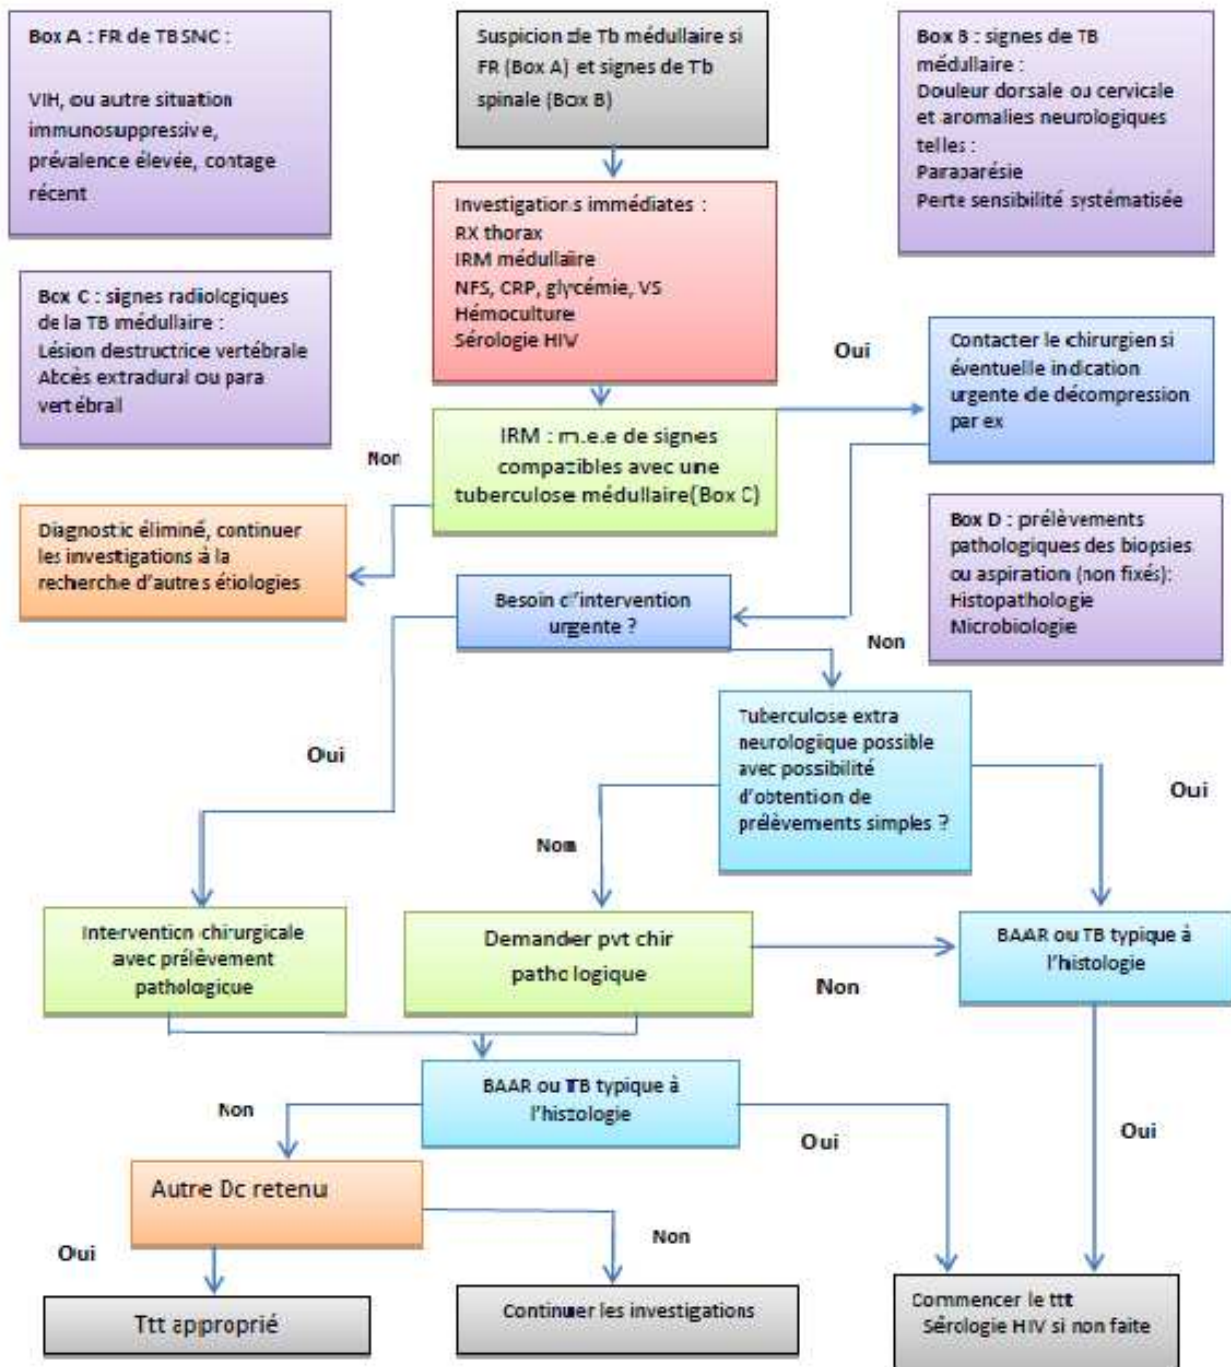 Box A : FR de TB SNC :
VIH, ou autre situation
immunosuppressive,
prévalence élevée, contage
récent
Suspicion de Tb médullaire si
FR (Box A) et signes de Tb
spinale (Box B)
Box B : signes de TB
médullaire :
Douleur dorsale ou cervicale
et anomalies neurologiques
telles :
Paraparésie
Perte sensibilité systématisée
Investigations immédiates :
RX thorax
IRM médullaire
NFS, CRP, glycémie, VS
Hémoculture
Sérologie HIV
Box C : signes radiologiques
de la TB médullaire :
Lésion destructrice vertébrale
Abcès extradural ou para
vertébral
Oui
Contacter le chirurgien si
éventuelle indication
urgente de décompression
par ex
IRM : m.e.e de signes
compatibles avec une
tuberculose médullaire(Box C)
Non
Diagnostic éliminé, continuer
les investigations à la
recherche d'autres étiologies
Box D : prélèvements
pathologiques des biopsies
ou aspiration (non fixés):
Histopathologie
Microbiologie
Besoin d'intervention
urgente ?
Non
Oui
Tuberculose extra
neurologique possible
avec possibilité
d'obtention de
prélèvements simples ?
Oui
Non
Intervention chirurgicale
avec prélèvement
pathologique
Demander pvt chir
pathologique
Non
BAAR ou TB typique à
l'histologie
BAAR ou TB typique à
l'histologie
Non
Oui
Oui
Autre Dc retenu
Oui
Non
Ttt approprié
Continuer les investigations
Commencer le ttt
Sérologie HIV si non faite